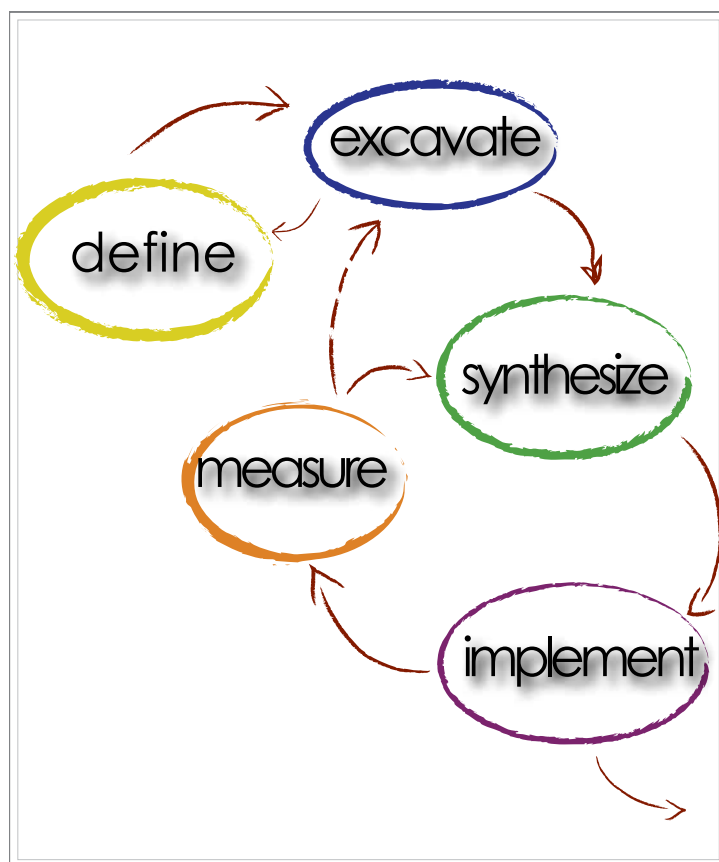 excavate
define
synthesize
measure
implement